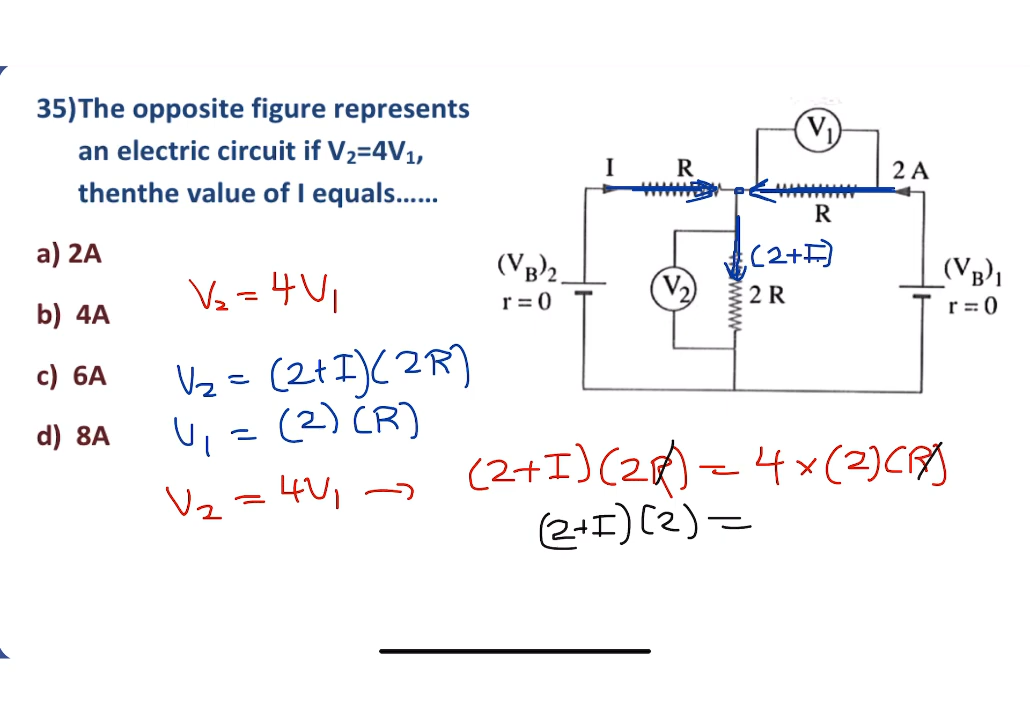 35)The opposite figure represents
an electric circuit if V₂=4V₁,
thenthe value of I equals......
a) 2A
b) 4A
c) 6A
d) 8A
V₂ = 4V₁
V₂ = (2+I)(2R)
V₁ = (2)(R)
V₂ = 4V₁ →
(2+I)(2R) = 4×(2)(R)
(2+I)(2) =
V₁
I
R
2 A
R
(2+I)
(V_B)₂
r = 0
V₂
2 R
(V_B)₁
r = 0